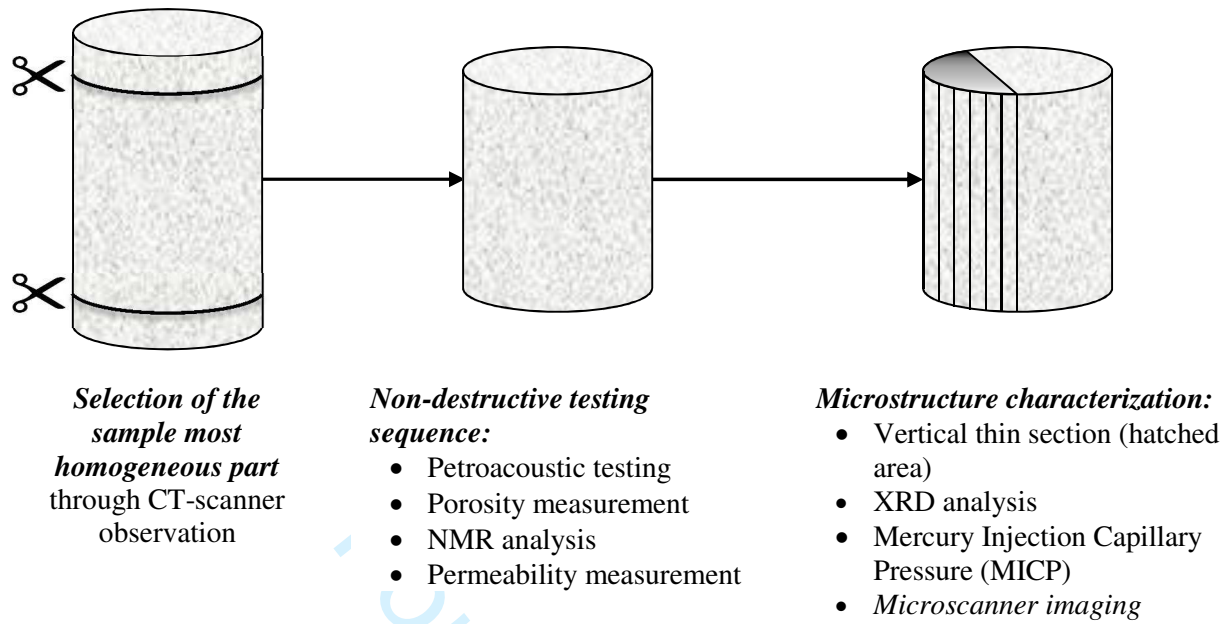 Selection of the
sample most
homogeneous part
through CT-scanner
observation
Non-destructive testing
sequence:
• Petroacoustic testing
• Porosity measurement
• NMR analysis
• Permeability measurement
Microstructure characterization:
• Vertical thin section (hatched
area)
• XRD analysis
• Mercury Injection Capillary
Pressure (MICP)
• Microscanner imaging